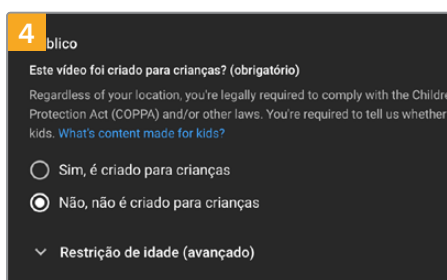 4
blico
Este vídeo foi criado para crianças? (obrigatório)
Regardless of your location, you're legally required to comply with the Childre
Protection Act (COPPA) and/or other laws. You're required to tell us whether
kids. What's content made for kids?
Sim, é criado para crianças
Não, não é criado para crianças
Restrição de idade (avançado)